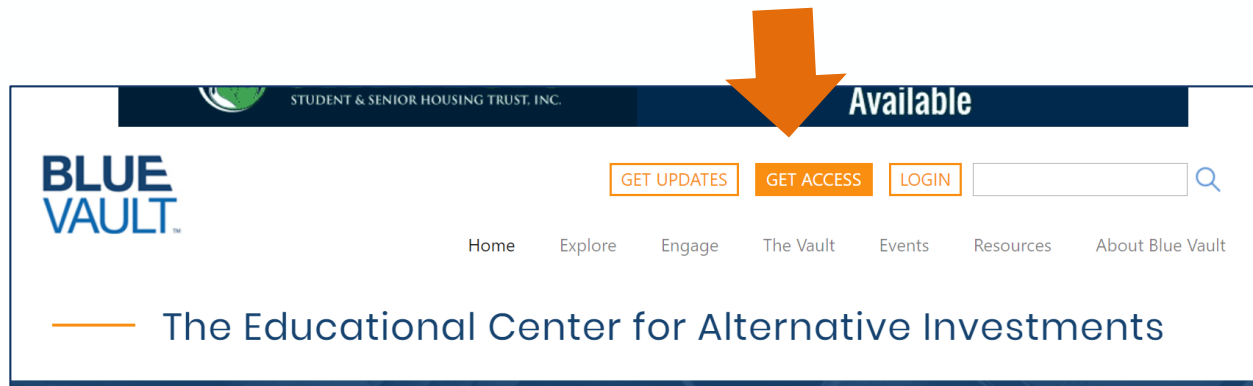 STUDENT & SENIOR HOUSING TRUST, INC.
Available
BLUE
VAULT™
GET UPDATES GET ACCESS LOGIN
Home Explore Engage The Vault Events Resources About Blue Vault
The Educational Center for Alternative Investments